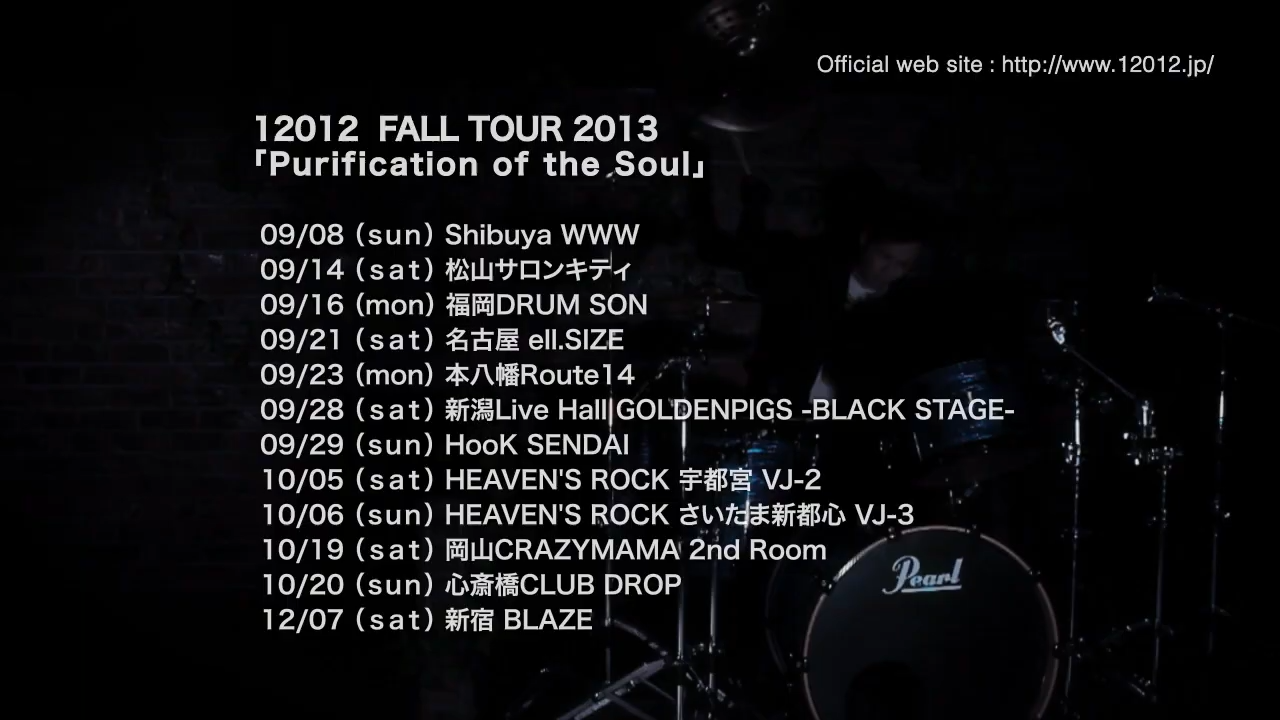 Official web site : http://www.12012.jp/
12012 FALL TOUR 2013
「Purification of the Soul」
09/08 (sun) Shibuya WWW
09/14 (sat) 松山サロンキティ
09/16 (mon) 福岡DRUM SON
09/21 (sat) 名古屋 ell.SIZE
09/23 (mon) 本八幡Route14
09/28 (sat) 新潟Live Hall GOLDENPIGS -BLACK STAGE-
09/29 (sun) HooK SENDAI
10/05 (sat) HEAVEN'S ROCK 宇都宮 VJ-2
10/06 (sun) HEAVEN'S ROCK さいたま新都心 VJ-3
10/19 (sat) 岡山CRAZYMAMA 2nd Room
10/20 (sun) 心斎橋CLUB DROP
12/07 (sat) 新宿 BLAZE
Pearl